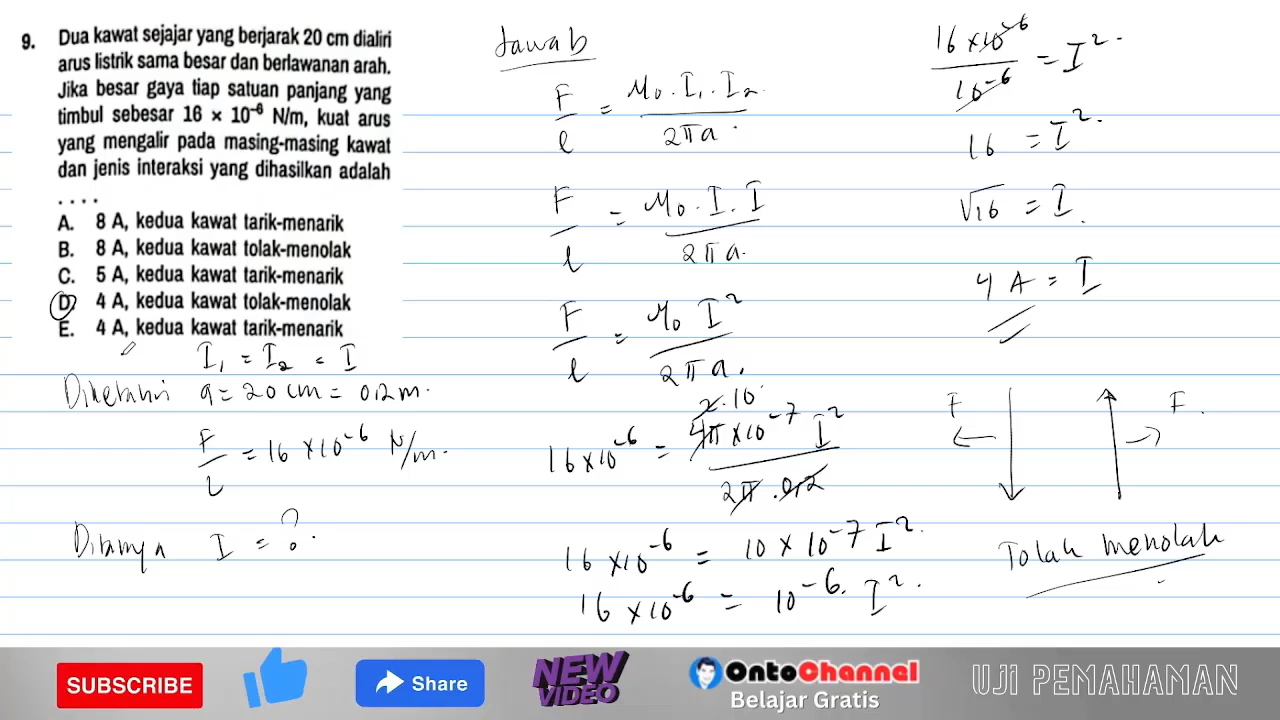 9. Dua kawat sejajar yang berjarak 20 cm dialiri
arus listrik sama besar dan berlawanan arah.
Jika besar gaya tiap satuan panjang yang
timbul sebesar 16 × 10⁻⁶ N/m, kuat arus
yang mengalir pada masing-masing kawat
dan jenis interaksi yang dihasilkan adalah
. . . .
A. 8 A, kedua kawat tarik-menarik
B. 8 A, kedua kawat tolak-menolak
C. 5 A, kedua kawat tarik-menarik
D. 4 A, kedua kawat tolak-menolak
E. 4 A, kedua kawat tarik-menarik
I₁ = I₂ = I
Diketahui a = 20 cm = 0,2 m.
F/l = 16 × 10⁻⁶ N/m.
Ditanya I = ?
Jawab
F/l = μ₀ . I₁ . I₂ / 2πa
F/l = μ₀ . I . I / 2πa
F/l = μ₀ I² / 2πa
2. 10
16 × 10⁻⁶ = 4π × 10⁻⁷ I² / 2π . 0,2
16 × 10⁻⁶ = 10 × 10⁻⁷ I²
16 × 10⁻⁶ = 10⁻⁶ . I²
16 × 10⁻⁶ / 10⁻⁶ = I²
16 = I²
√16 = I
4 A = I
F F
Tolak menolak
SUBSCRIBE
Share
NEW
VIDEO
OntoChannel
Belajar Gratis
UJI PEMAHAMAN